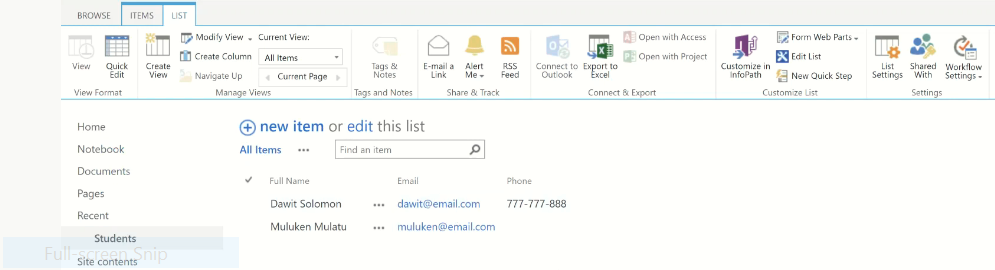 BROWSE ITEMS LIST
View
Quick Edit
View Format
Create View
Modify View
Create Column
Navigate Up
Current View:
All Items
Current Page
Manage Views
Tags & Notes
Tags and Notes
E-mail a Link
Alert Me
RSS Feed
Share & Track
Connect to Outlook
Export to Excel
Open with Access
Open with Project
Connect & Export
Customize in InfoPath
Form Web Parts
Edit List
New Quick Step
Customize List
List Settings
Shared With
Workflow Settings
Settings
Home
Notebook
Documents
Pages
Recent
Students
Site contents
Full-screen Snip
new item or edit this list
All Items ••• Find an item
Full Name Email Phone
Dawit Solomon ••• dawit@email.com 777-777-888
Muluken Mulatu ••• muluken@email.com